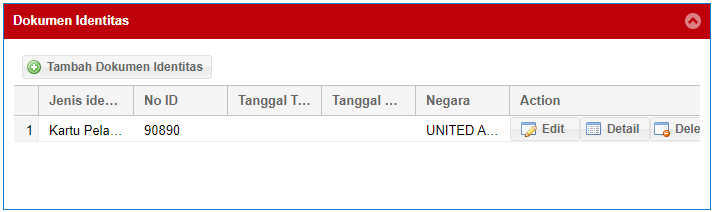 Dokumen Identitas
Tambah Dokumen Identitas
Jenis ide... No ID Tanggal T... Tanggal ... Negara Action
1 Kartu Pela... 90890 UNITED A... Edit Detail Dele